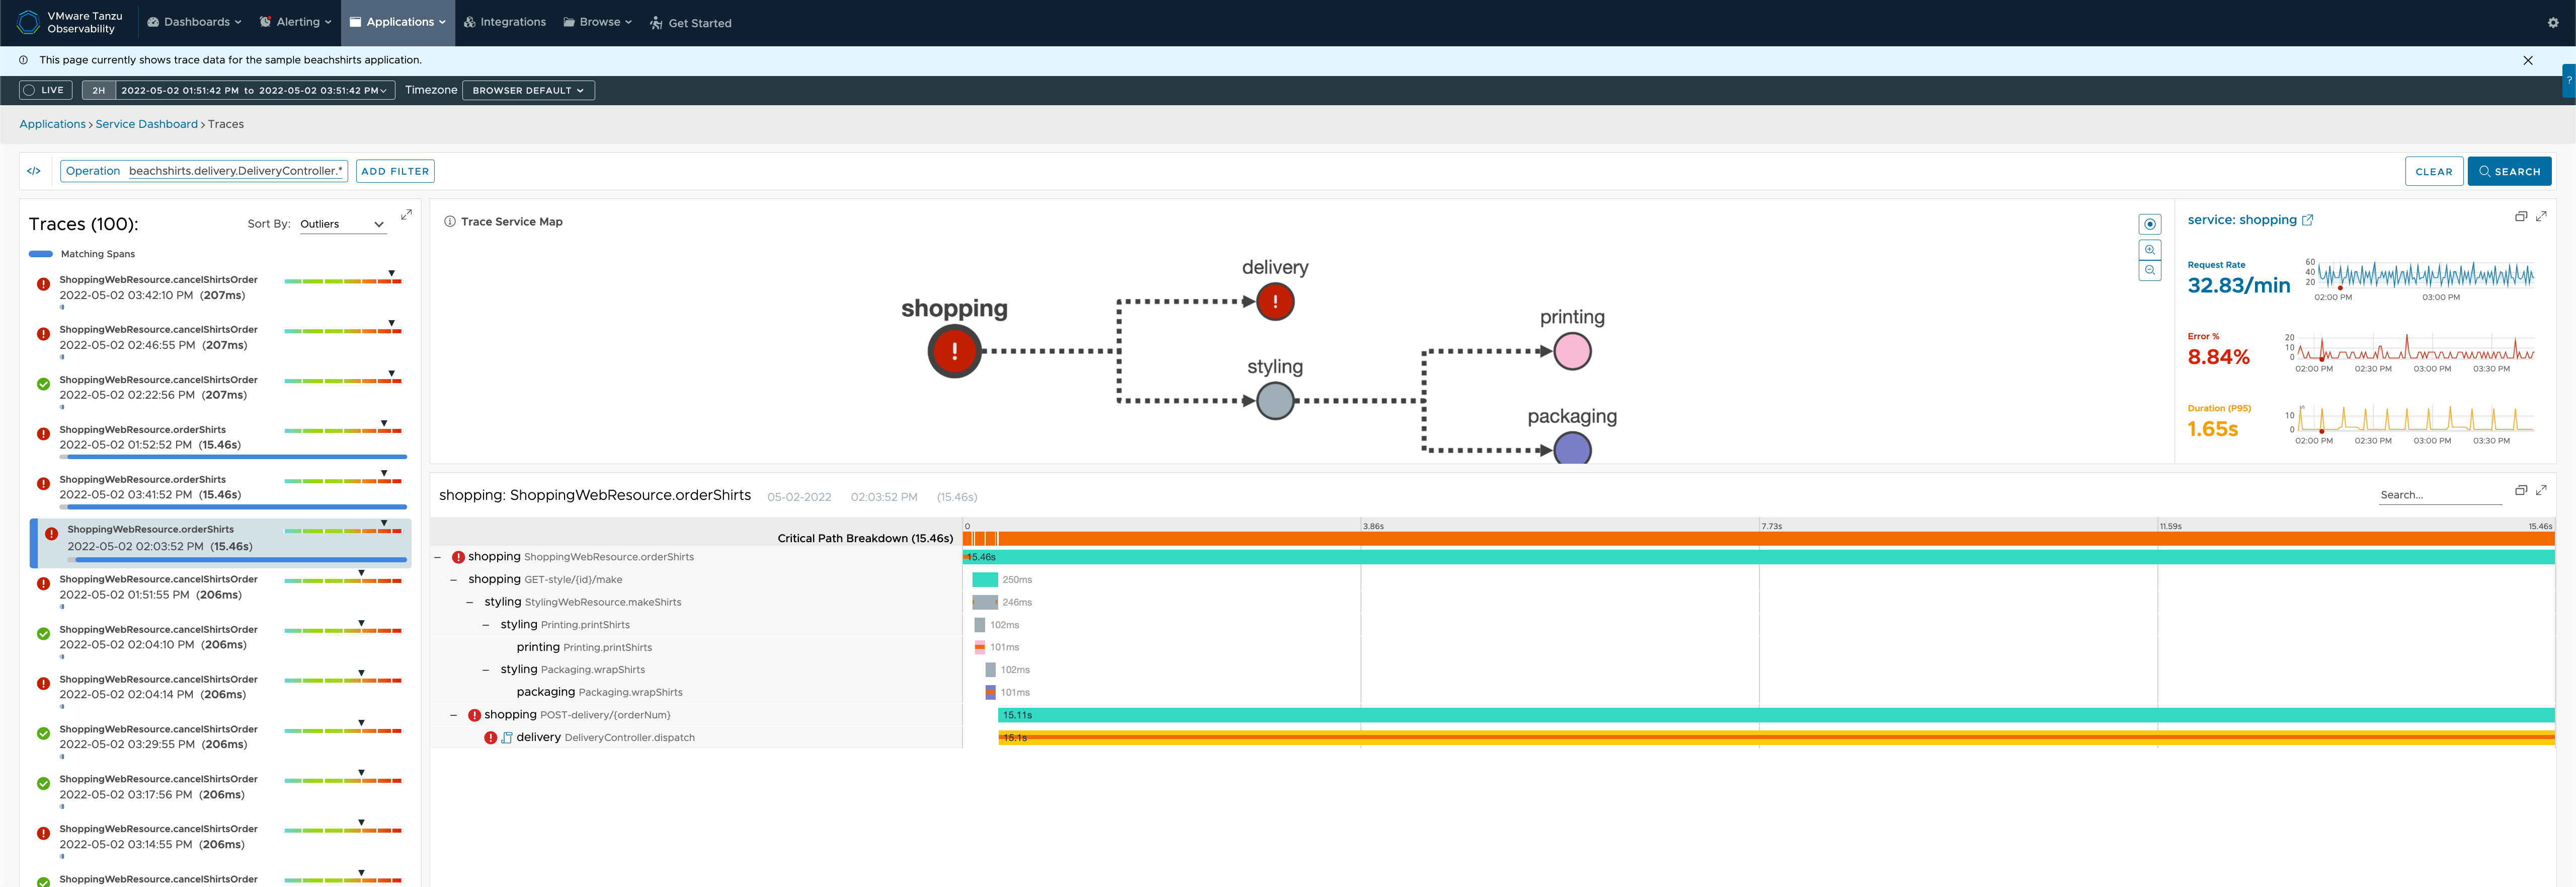 VMware Tanzu
Observability
Dashboards
Alerting
Applications
Integrations
Browse
Get Started
This page currently shows trace data for the sample beachshirts application.
?
LIVE
2H 2022-05-02 01:51:42 PM to 2022-05-02 03:51:42 PM
Timezone BROWSER DEFAULT
Applications > Service Dashboard > Traces
</> Operation beachshirts.delivery.DeliveryController.* ADD FILTER
CLEAR SEARCH
Traces (100):
Sort By: Outliers
Matching Spans
ShoppingWebResource.cancelShirtsOrder
2022-05-02 03:42:10 PM (207ms)
ShoppingWebResource.cancelShirtsOrder
2022-05-02 02:46:55 PM (207ms)
ShoppingWebResource.cancelShirtsOrder
2022-05-02 02:22:56 PM (207ms)
ShoppingWebResource.orderShirts
2022-05-02 01:52:52 PM (15.46s)
ShoppingWebResource.orderShirts
2022-05-02 03:41:52 PM (15.46s)
ShoppingWebResource.orderShirts
2022-05-02 02:03:52 PM (15.46s)
ShoppingWebResource.cancelShirtsOrder
2022-05-02 01:51:55 PM (206ms)
ShoppingWebResource.cancelShirtsOrder
2022-05-02 02:04:10 PM (206ms)
ShoppingWebResource.cancelShirtsOrder
2022-05-02 02:04:14 PM (206ms)
ShoppingWebResource.cancelShirtsOrder
2022-05-02 03:29:55 PM (206ms)
ShoppingWebResource.cancelShirtsOrder
2022-05-02 03:17:56 PM (206ms)
ShoppingWebResource.cancelShirtsOrder
2022-05-02 03:14:55 PM (206ms)
ShoppingWebResource.cancelShirtsOrder
Trace Service Map
shopping
delivery
styling
printing
packaging
service: shopping
Request Rate
32.83/min
60
40
20
02:00 PM 03:00 PM
Error %
8.84%
20
10
0
02:00 PM 02:30 PM 03:00 PM 03:30 PM
Duration (P95)
1.65s
s
10
0
02:00 PM 02:30 PM 03:00 PM 03:30 PM
shopping: ShoppingWebResource.orderShirts 05-02-2022 02:03:52 PM (15.46s)
Search...
0 3.86s 7.73s 11.59s 15.46s
Critical Path Breakdown (15.46s)
shopping ShoppingWebResource.orderShirts 15.46s
shopping GET-style/{id}/make 250ms
styling StylingWebResource.makeShirts 246ms
styling Printing.printShirts 102ms
printing Printing.printShirts 101ms
styling Packaging.wrapShirts 102ms
packaging Packaging.wrapShirts 101ms
shopping POST-delivery/{orderNum} 15.11s
delivery DeliveryController.dispatch 15.1s